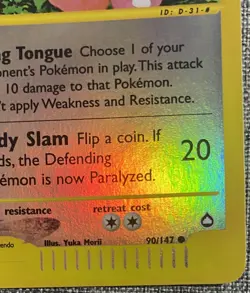 ID: D-31-#
ng Tongue Choose 1 of your
onent's Pokémon in play. This attack
10 damage to that Pokémon.
't apply Weakness and Resistance.
dy Slam Flip a coin. If
ds, the Defending
émon is now Paralyzed.
20
resistance
retreat cost
endo
Illus. Yuka Morii
90/147